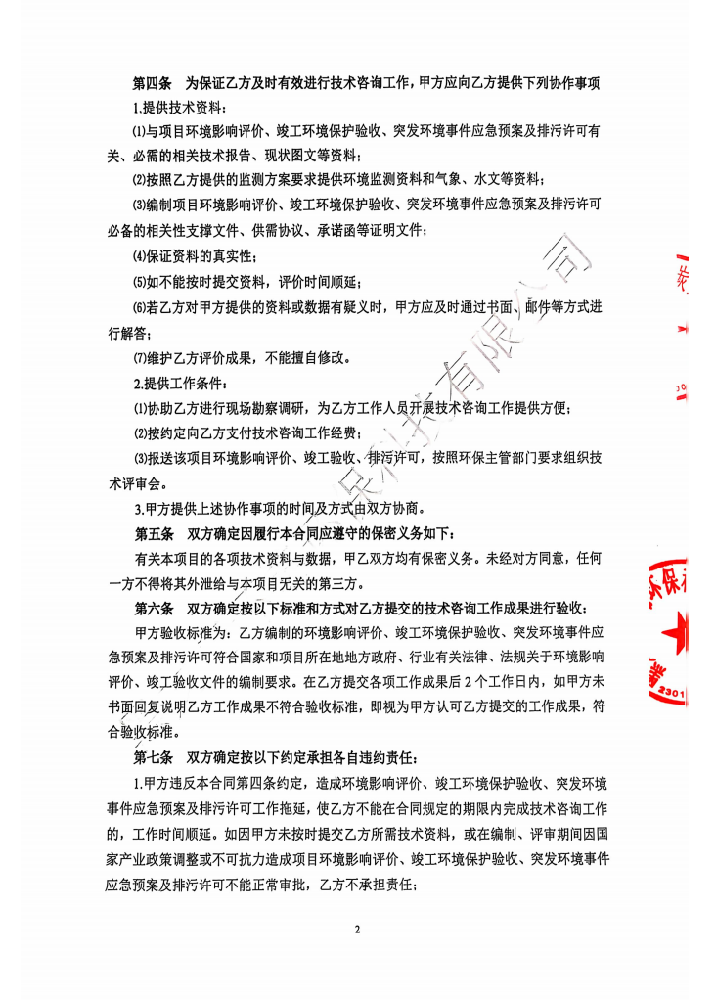 第四条 为保证乙方及时有效进行技术咨询工作，甲方应向乙方提供下列协作事项
1.提供技术资料：
⑴与项目环境影响评价、竣工环境保护验收、突发环境事件应急预案及排污许可有
关、必需的相关技术报告、现状图文等资料；
⑵按照乙方提供的监测方案要求提供环境监测资料和气象、水文等资料；
⑶编制项目环境影响评价、竣工环境保护验收、突发环境事件应急预案及排污许可
必备的相关性支撑文件、供需协议、承诺函等证明文件；
⑷保证资料的真实性；
⑸如不能按时提交资料，评价时间顺延；
⑹若乙方对甲方提供的资料或数据有疑义时，甲方应及时通过书面、邮件等方式进
行解答；
⑺维护乙方评价成果，不能擅自修改。
2.提供工作条件：
⑴协助乙方进行现场勘察调研，为乙方工作人员开展技术咨询工作提供方便；
⑵按约定向乙方支付技术咨询工作经费；
⑶报送该项目环境影响评价、竣工验收、排污许可，按照环保主管部门要求组织技
术评审会。
3.甲方提供上述协作事项的时间及方式由双方协商。
第五条 双方确定因履行本合同应遵守的保密义务如下：
有关本项目的各项技术资料与数据，甲乙双方均有保密义务。未经对方同意，任何
一方不得将其外泄给与本项目无关的第三方。
第六条 双方确定按以下标准和方式对乙方提交的技术咨询工作成果进行验收：
甲方验收标准为：乙方编制的环境影响评价、竣工环境保护验收、突发环境事件应
急预案及排污许可符合国家和项目所在地地方政府、行业有关法律、法规关于环境影响
评价、竣工验收文件的编制要求。在乙方提交各项工作成果后 2 个工作日内，如甲方未
书面回复说明乙方工作成果不符合验收标准，即视为甲方认可乙方提交的工作成果，符
合验收标准。
第七条 双方确定按以下约定承担各自违约责任：
1.甲方违反本合同第四条约定，造成环境影响评价、竣工环境保护验收、突发环境
事件应急预案及排污许可工作拖延，使乙方不能在合同规定的期限内完成技术咨询工作
的，工作时间顺延。如因甲方未按时提交乙方所需技术资料，或在编制、评审期间因国
家产业政策调整或不可抗力造成项目环境影响评价、竣工环境保护验收、突发环境事件
应急预案及排污许可不能正常审批，乙方不承担责任；
2
保科技有限公司
环保
2301